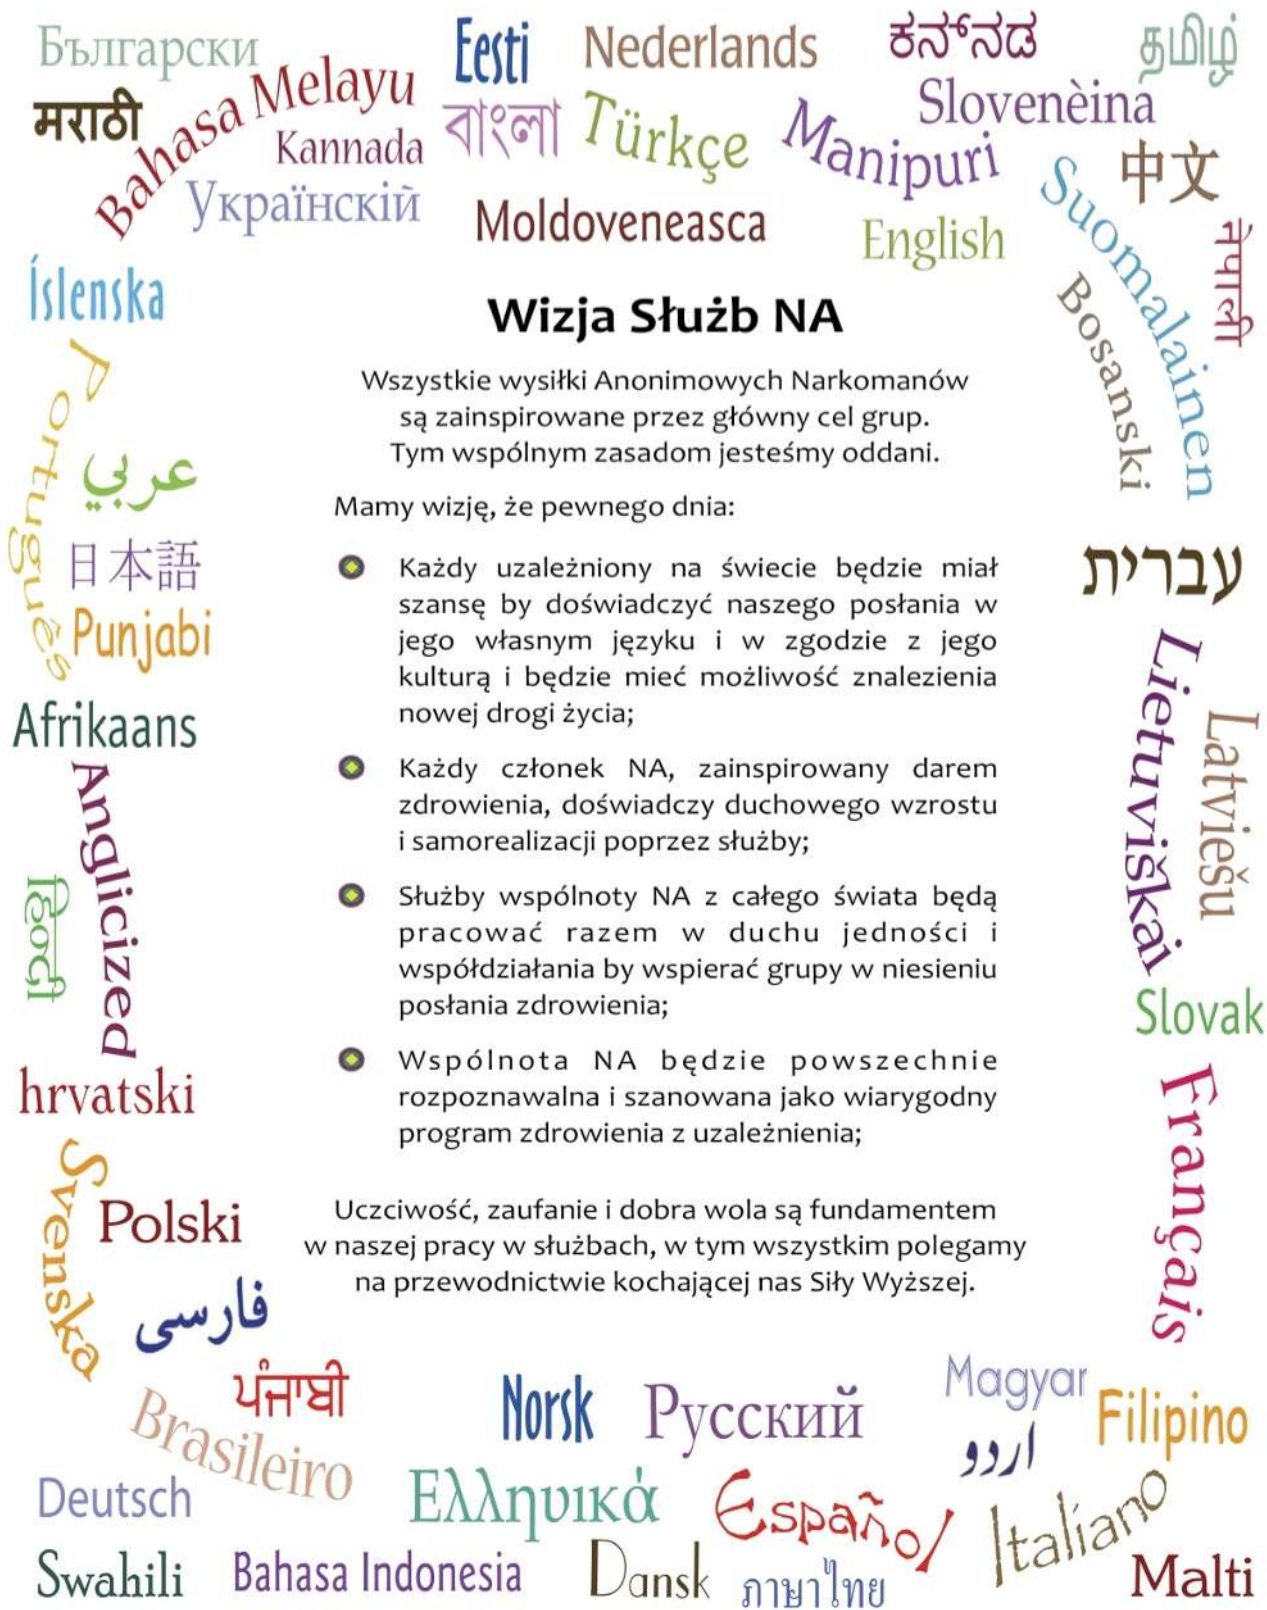 Български
Eesti
Nederlands
ಕನ್ನಡ
தமிழ்
मराठी
Bahasa Melayu
Kannada
বাংলা
Türkçe
Manipuri
Slovenèina
中文
Українскій
Moldoveneasca
English
Suomalainen
नेपाली
Íslenska
Bosanski
Wizja Służb NA
Wszystkie wysiłki Anonimowych Narkomanów
są zainspirowane przez główny cel grup.
Tym wspólnym zasadom jesteśmy oddani.
Mamy wizję, że pewnego dnia:
Każdy uzależniony na świecie będzie miał
szansę by doświadczyć naszego posłania w
jego własnym języku i w zgodzie z jego
kulturą i będzie mieć możliwość znalezienia
nowej drogi życia;
Każdy członek NA, zainspirowany darem
zdrowienia, doświadczy duchowego wzrostu
i samorealizacji poprzez służby;
Służby wspólnoty NA z całego świata będą
pracować razem w duchu jedności i
współdziałania by wspierać grupy w niesieniu
posłania zdrowienia;
Wspólnota NA będzie powszechnie
rozpoznawalna i szanowana jako wiarygodny
program zdrowienia z uzależnienia;
Uczciwość, zaufanie i dobra wola są fundamentem
w naszej pracy w służbach, w tym wszystkim polegamy
na przewodnictwie kochającej nas Siły Wyższej.
Português
عربي
日本語
Punjabi
Afrikaans
Anglicized
हिन्दी
hrvatski
Svenska
Polski
فارسی
עברית
Lietuviškai
Latviešu
Slovak
Français
ਪੰਜਾਬੀ
Brasileiro
Norsk
Русский
Magyar
اردو
Filipino
Deutsch
Ελληνικά
Español
Italiano
Swahili
Bahasa Indonesia
Dansk
ภาษาไทย
Malti